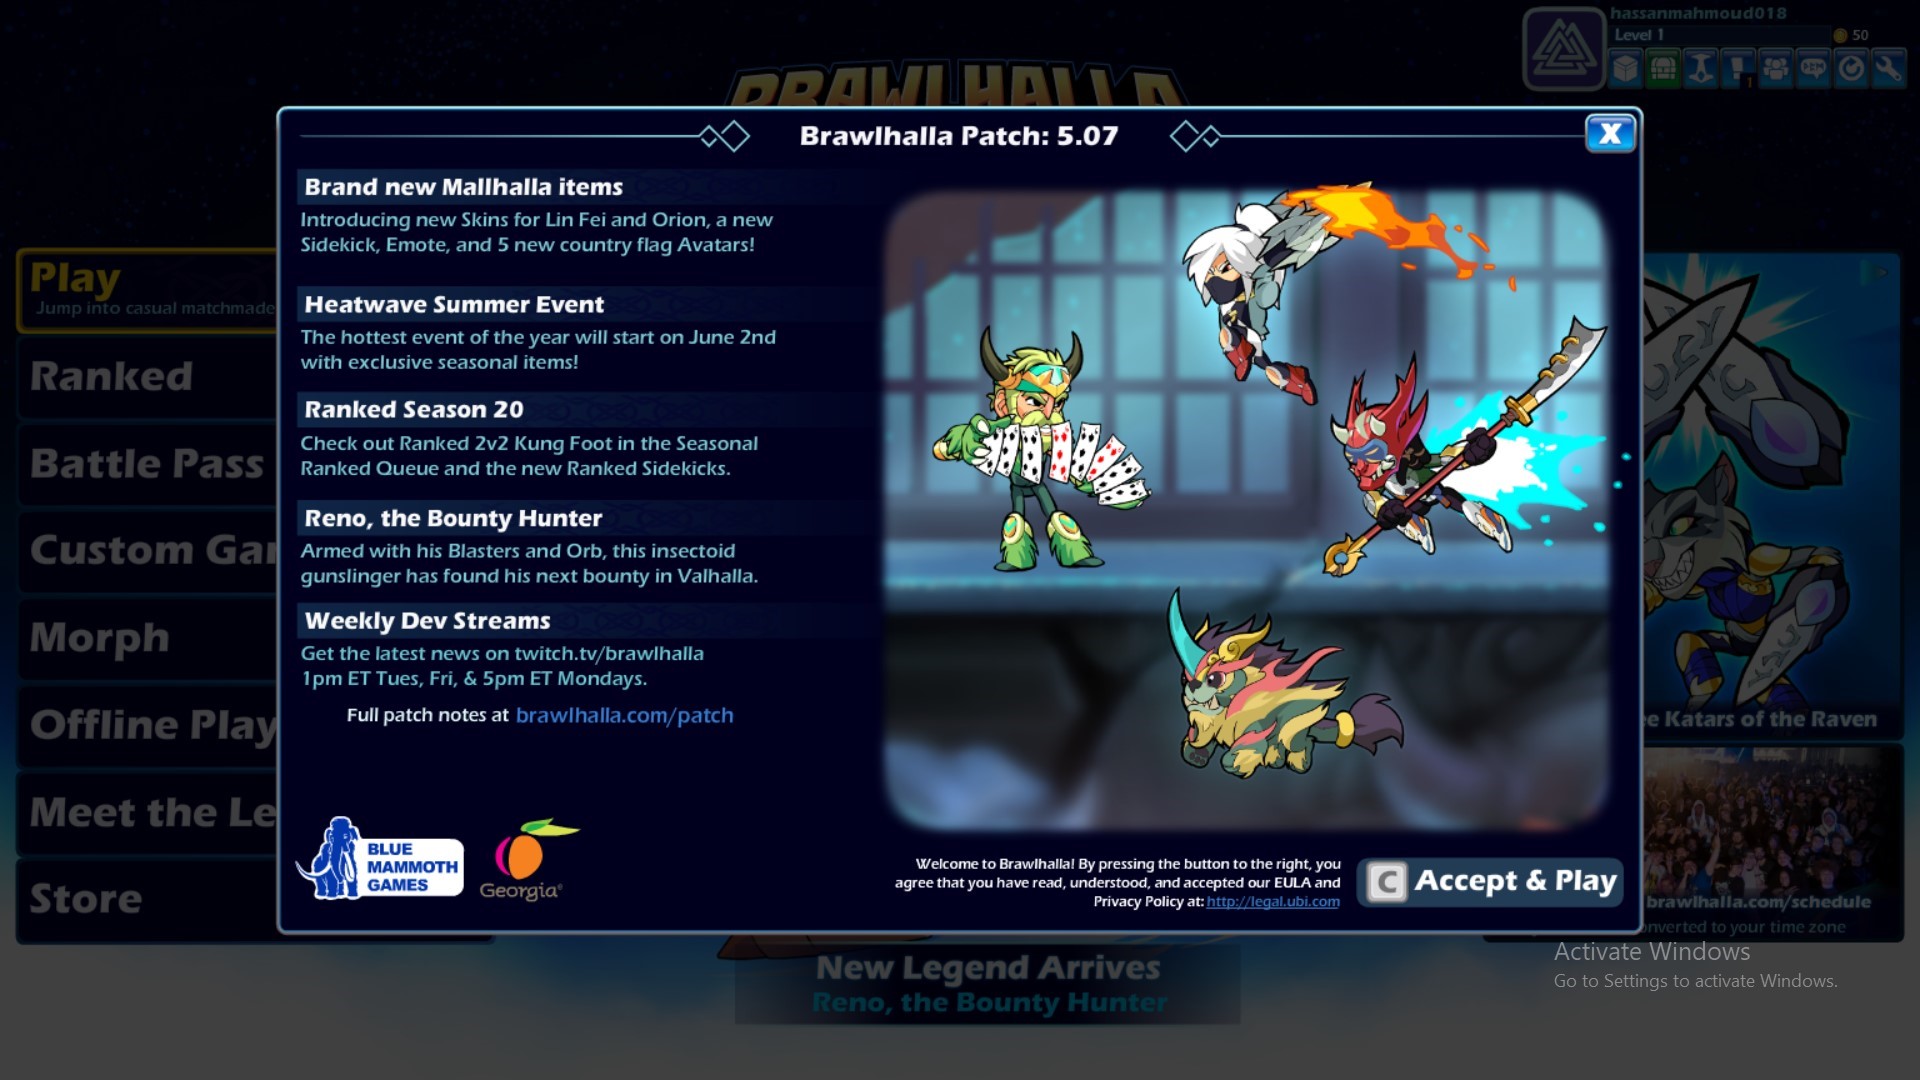 hassanmahmoud018
Level 1
50
1
BRAWLHALLA
Brawlhalla Patch: 5.07
X
Brand new Mallhalla items
Introducing new Skins for Lin Fei and Orion, a new
Sidekick, Emote, and 5 new country flag Avatars!
Heatwave Summer Event
The hottest event of the year will start on June 2nd
with exclusive seasonal items!
Ranked Season 20
Check out Ranked 2v2 Kung Foot in the Seasonal
Ranked Queue and the new Ranked Sidekicks.
Reno, the Bounty Hunter
Armed with his Blasters and Orb, this insectoid
gunslinger has found his next bounty in Valhalla.
Weekly Dev Streams
Get the latest news on twitch.tv/brawlhalla
1pm ET Tues, Fri, & 5pm ET Mondays.
Full patch notes at brawlhalla.com/patch
BLUE
MAMMOTH
GAMES
Georgia
Welcome to Brawlhalla! By pressing the button to the right, you
agree that you have read, understood, and accepted our EULA and
Privacy Policy at: http://legal.ubi.com
C Accept & Play
Play
Jump into casual matchmade
Ranked
Battle Pass
Custom Gar
Morph
Offline Play
Meet the Le
Store
ee Katars of the Raven
brawlhalla.com/schedule
onverted to your time zone
New Legend Arrives
Reno, the Bounty Hunter
Activate Windows
Go to Settings to activate Windows.